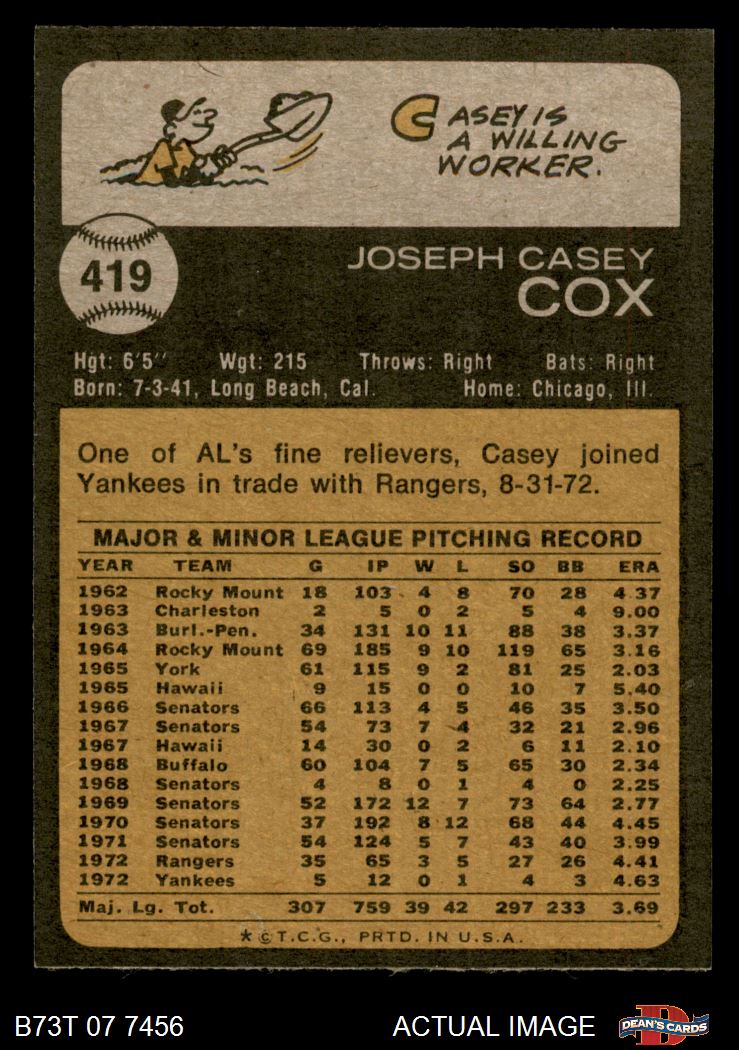 CASEY IS
A WILLING
WORKER.
419
JOSEPH CASEY
COX
Hgt: 6'5'' Wgt: 215 Throws: Right Bats: Right
Born: 7-3-41, Long Beach, Cal. Home: Chicago, Ill.
One of AL's fine relievers, Casey joined
Yankees in trade with Rangers, 8-31-72.
MAJOR & MINOR LEAGUE PITCHING RECORD
YEAR TEAM G IP W L SO BB ERA
1962 Rocky Mount 18 103 4 8 70 28 4.37
1963 Charleston 2 5 0 2 5 4 9.00
1963 Burl.-Pen. 34 131 10 11 88 38 3.37
1964 Rocky Mount 69 185 9 10 119 65 3.16
1965 York 61 115 9 2 81 25 2.03
1965 Hawaii 9 15 0 0 10 7 5.40
1966 Senators 66 113 4 5 46 35 3.50
1967 Senators 54 73 7 4 32 21 2.96
1967 Hawaii 14 30 0 2 6 11 2.10
1968 Buffalo 60 104 7 5 65 30 2.34
1968 Senators 4 8 0 1 4 0 2.25
1969 Senators 52 172 12 7 73 64 2.77
1970 Senators 37 192 8 12 68 44 4.45
1971 Senators 54 124 5 7 43 40 3.99
1972 Rangers 35 65 3 5 27 26 4.41
1972 Yankees 5 12 0 1 4 3 4.63
Maj. Lg. Tot. 307 759 39 42 297 233 3.69
* © T.C.G., PRTD. IN U.S.A.
B73T 07 7456 ACTUAL IMAGE D DEAN'S CARDS